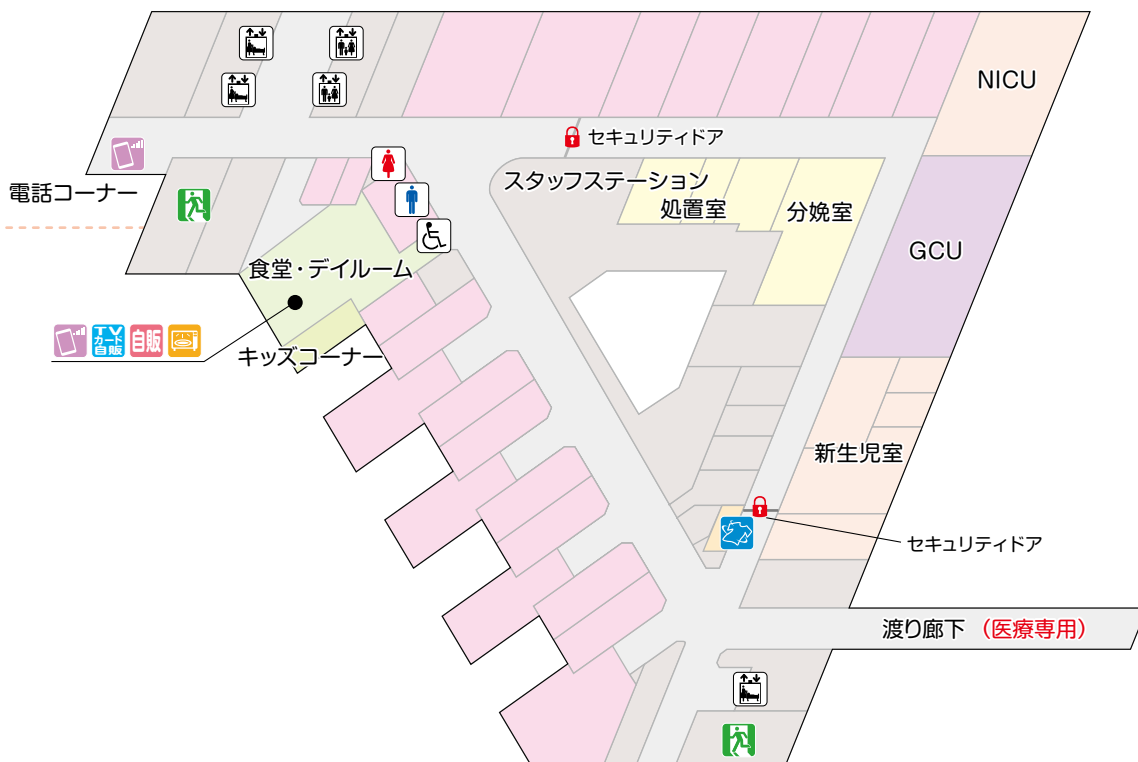 NICU
セキュリティドア
電話コーナー
スタッフステーション
処置室
分娩室
GCU
食堂・デイルーム
TV
カード
自販
自販
キッズコーナー
新生児室
セキュリティドア
渡り廊下 (医療専用)